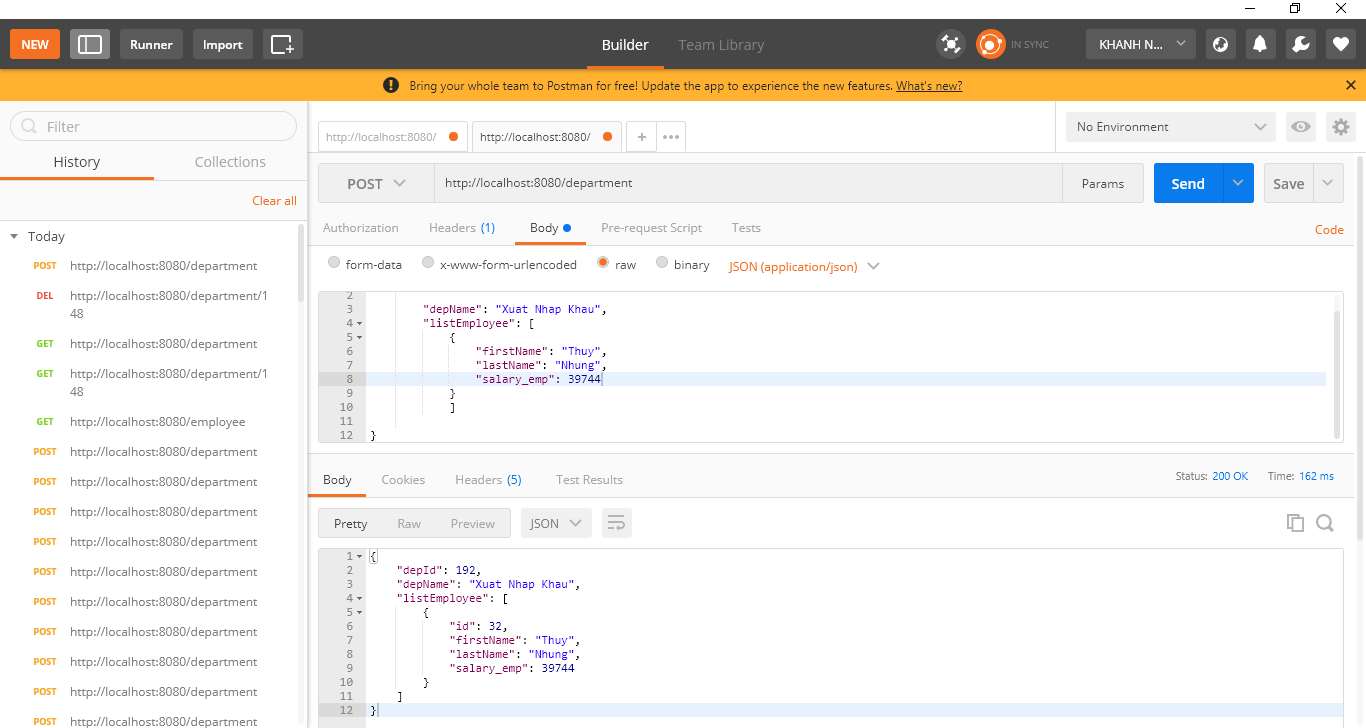 NEW Runner Import Builder Team Library IN SYNC KHANH N...
Bring your whole team to Postman for free! Update the app to experience the new features. What's new?
Filter
History Collections
Clear all
Today
POST http://localhost:8080/department
DEL http://localhost:8080/department/1
48
GET http://localhost:8080/department
GET http://localhost:8080/department/1
48
GET http://localhost:8080/employee
POST http://localhost:8080/department
POST http://localhost:8080/department
POST http://localhost:8080/department
POST http://localhost:8080/department
POST http://localhost:8080/department
POST http://localhost:8080/department
POST http://localhost:8080/department
POST http://localhost:8080/department
POST http://localhost:8080/department
POST http://localhost:8080/department
http://localhost:8080/ http://localhost:8080/ + ••• No Environment
POST http://localhost:8080/department Params Send Save
Authorization Headers (1) Body Pre-request Script Tests Code
form-data x-www-form-urlencoded raw binary JSON (application/json)
2
3 "depName": "Xuat Nhap Khau",
4 "listEmployee": [
5 {
6 "firstName": "Thuy",
7 "lastName": "Nhung",
8 "salary_emp": 39744
9 }
10 ]
11
12 }
Body Cookies Headers (5) Test Results Status: 200 OK Time: 162 ms
Pretty Raw Preview JSON
1 {
2 "depId": 192,
3 "depName": "Xuat Nhap Khau",
4 "listEmployee": [
5 {
6 "id": 32,
7 "firstName": "Thuy",
8 "lastName": "Nhung",
9 "salary_emp": 39744
10 }
11 ]
12 }